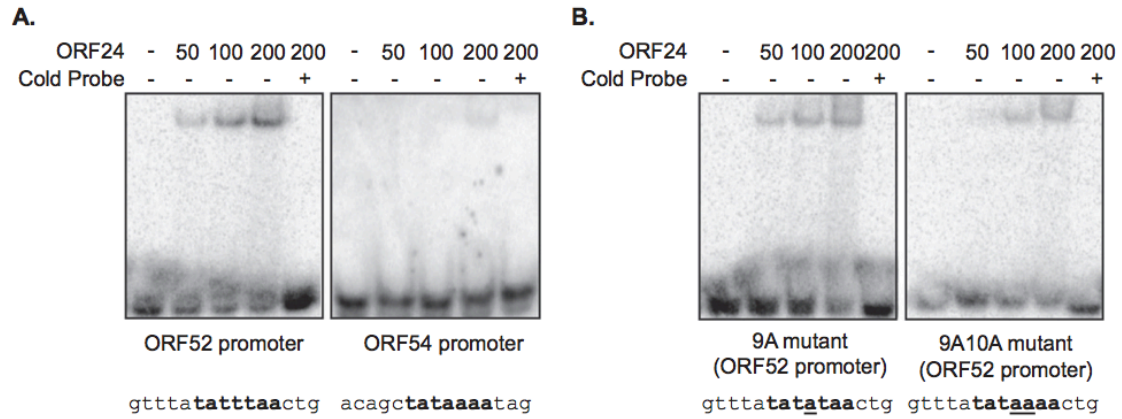 A.
ORF24 - 50 100 200 200 - 50 100 200 200
Cold Probe - - - - + - - - - +
ORF52 promoter ORF54 promoter
gtttatatttaactg acagctataaaatag
B.
ORF24 - 50 100 200200 - 50 100 200 200
Cold Probe - - - - + - - - - +
9A mutant
(ORF52 promoter)
9A10A mutant
(ORF52 promoter)
gtttatatataactg gtttatataaaactg